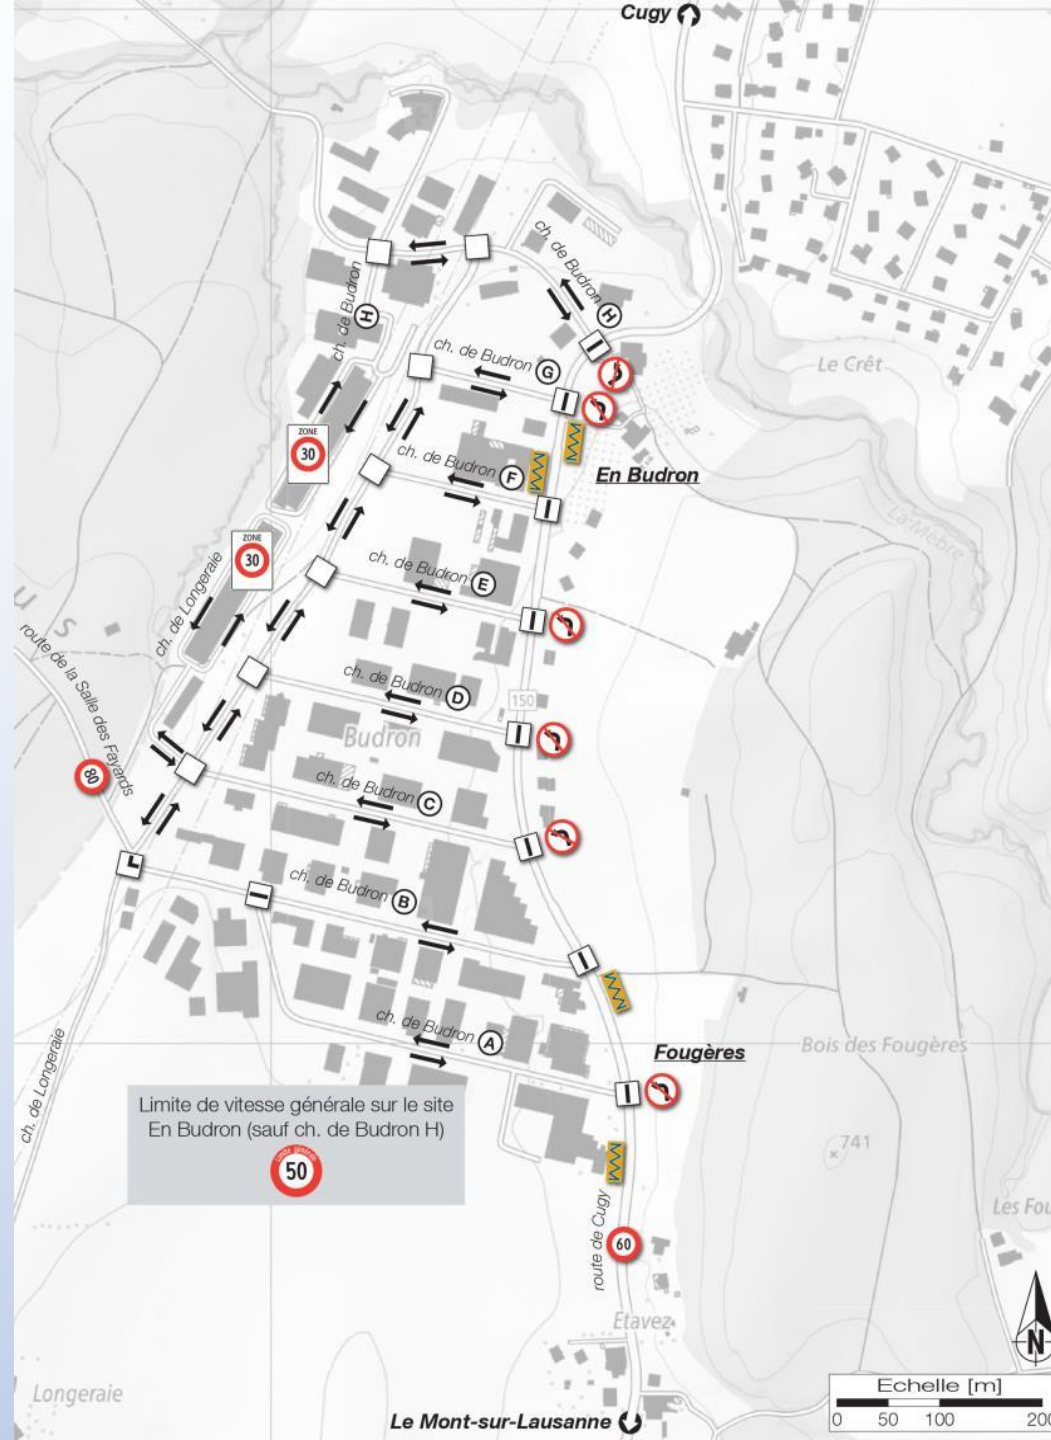 Cugy
ch. de Budron
H
ch. de Budron
H
ch. de Budron G
Le Crêt
ZONE
30
ch. de Budron F
En Budron
La Mèbre
ZONE
30
ch. de Longeraie
ch. de Budron E
route de la Salle des Fayards
ch. de Budron D
150
Budron
80
ch. de Budron C
ch. de Budron B
ch. de Budron A
Fougères
Bois des Fougères
ch. de Longeraie
Limite de vitesse générale sur le site
En Budron (sauf ch. de Budron H)
Limite générale
50
741
route de Cugy
60
Les Fou
Etavez
N
Longeraie
Echelle [m]
0 50 100 200
Le Mont-sur-Lausanne